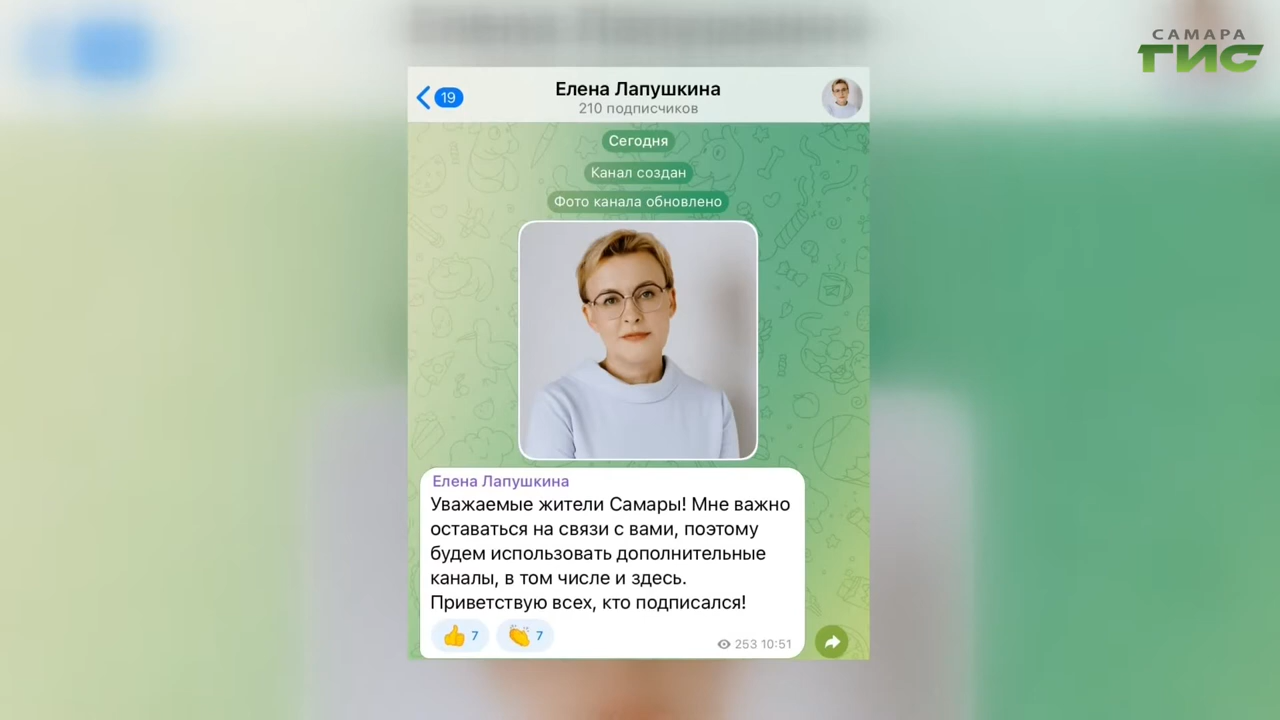 САМАРА
ГИС
19
Елена Лапушкина
210 подписчиков
Сегодня
Канал создан
Фото канала обновлено
Елена Лапушкина
Уважаемые жители Самары! Мне важно
оставаться на связи с вами, поэтому
будем использовать дополнительные
каналы, в том числе и здесь.
Приветствую всех, кто подписался!
7
7
253 10:51